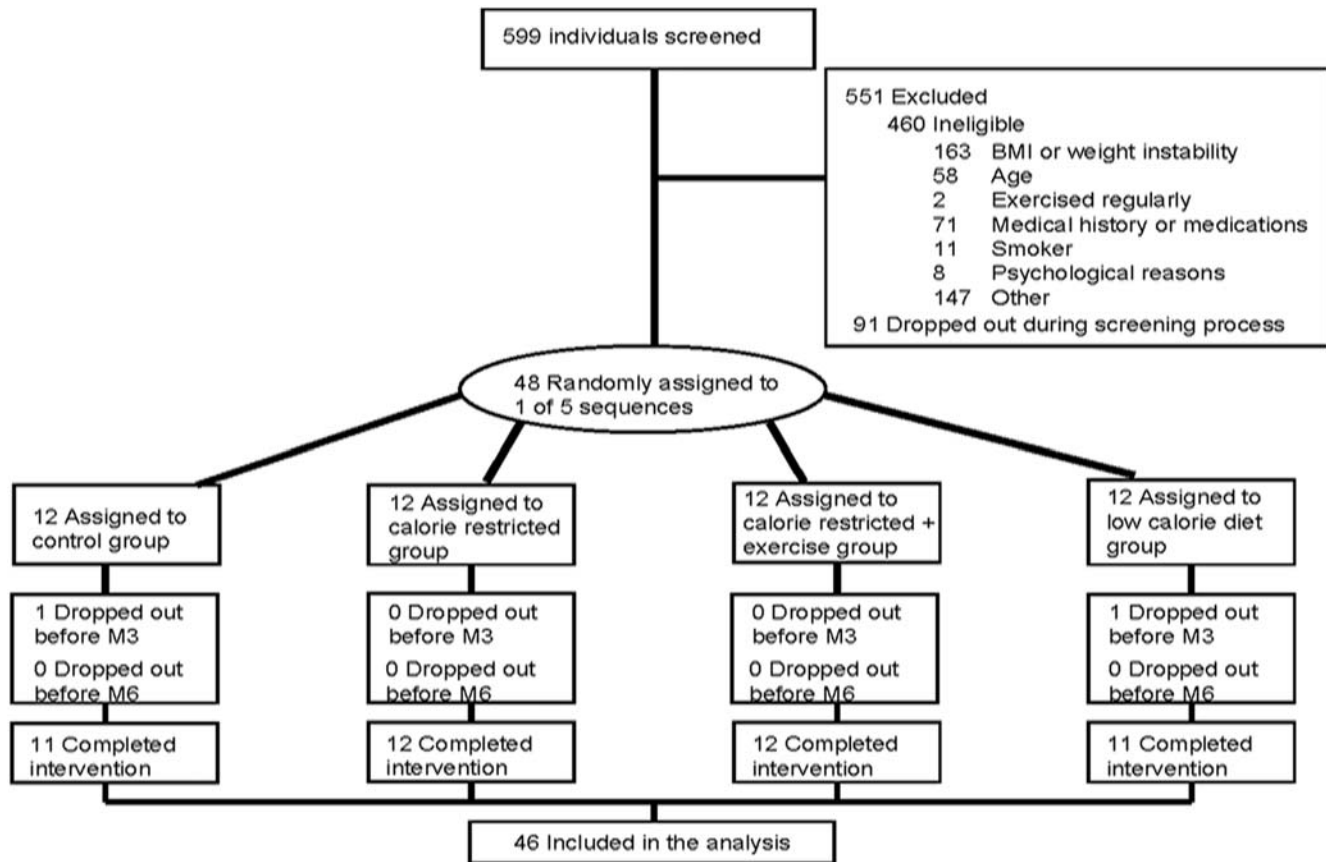 599 individuals screened
551 Excluded
460 Ineligible
163 BMI or weight instability
58 Age
2 Exercised regularly
71 Medical history or medications
11 Smoker
8 Psychological reasons
147 Other
91 Dropped out during screening process
48 Randomly assigned to
1 of 5 sequences
12 Assigned to
control group
12 Assigned to
calorie restricted
group
12 Assigned to
calorie restricted +
exercise group
12 Assigned to
low calorie diet
group
1 Dropped out
before M3
0 Dropped out
before M6
0 Dropped out
before M3
0 Dropped out
before M6
0 Dropped out
before M3
0 Dropped out
before M6
1 Dropped out
before M3
0 Dropped out
before M6
11 Completed
intervention
12 Completed
intervention
12 Completed
intervention
11 Completed
intervention
46 Included in the analysis